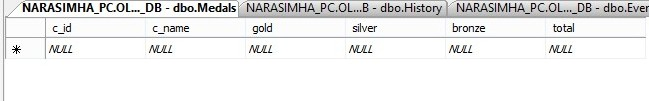 NARASIMHA_PC.OL..._DB - dbo.Medals NARASIMHA_PC.OL...B - dbo.History NARASIMHA_PC.OL..._DB - dbo.Ever
c_id c_name gold silver bronze total
* NULL NULL NULL NULL NULL NULL